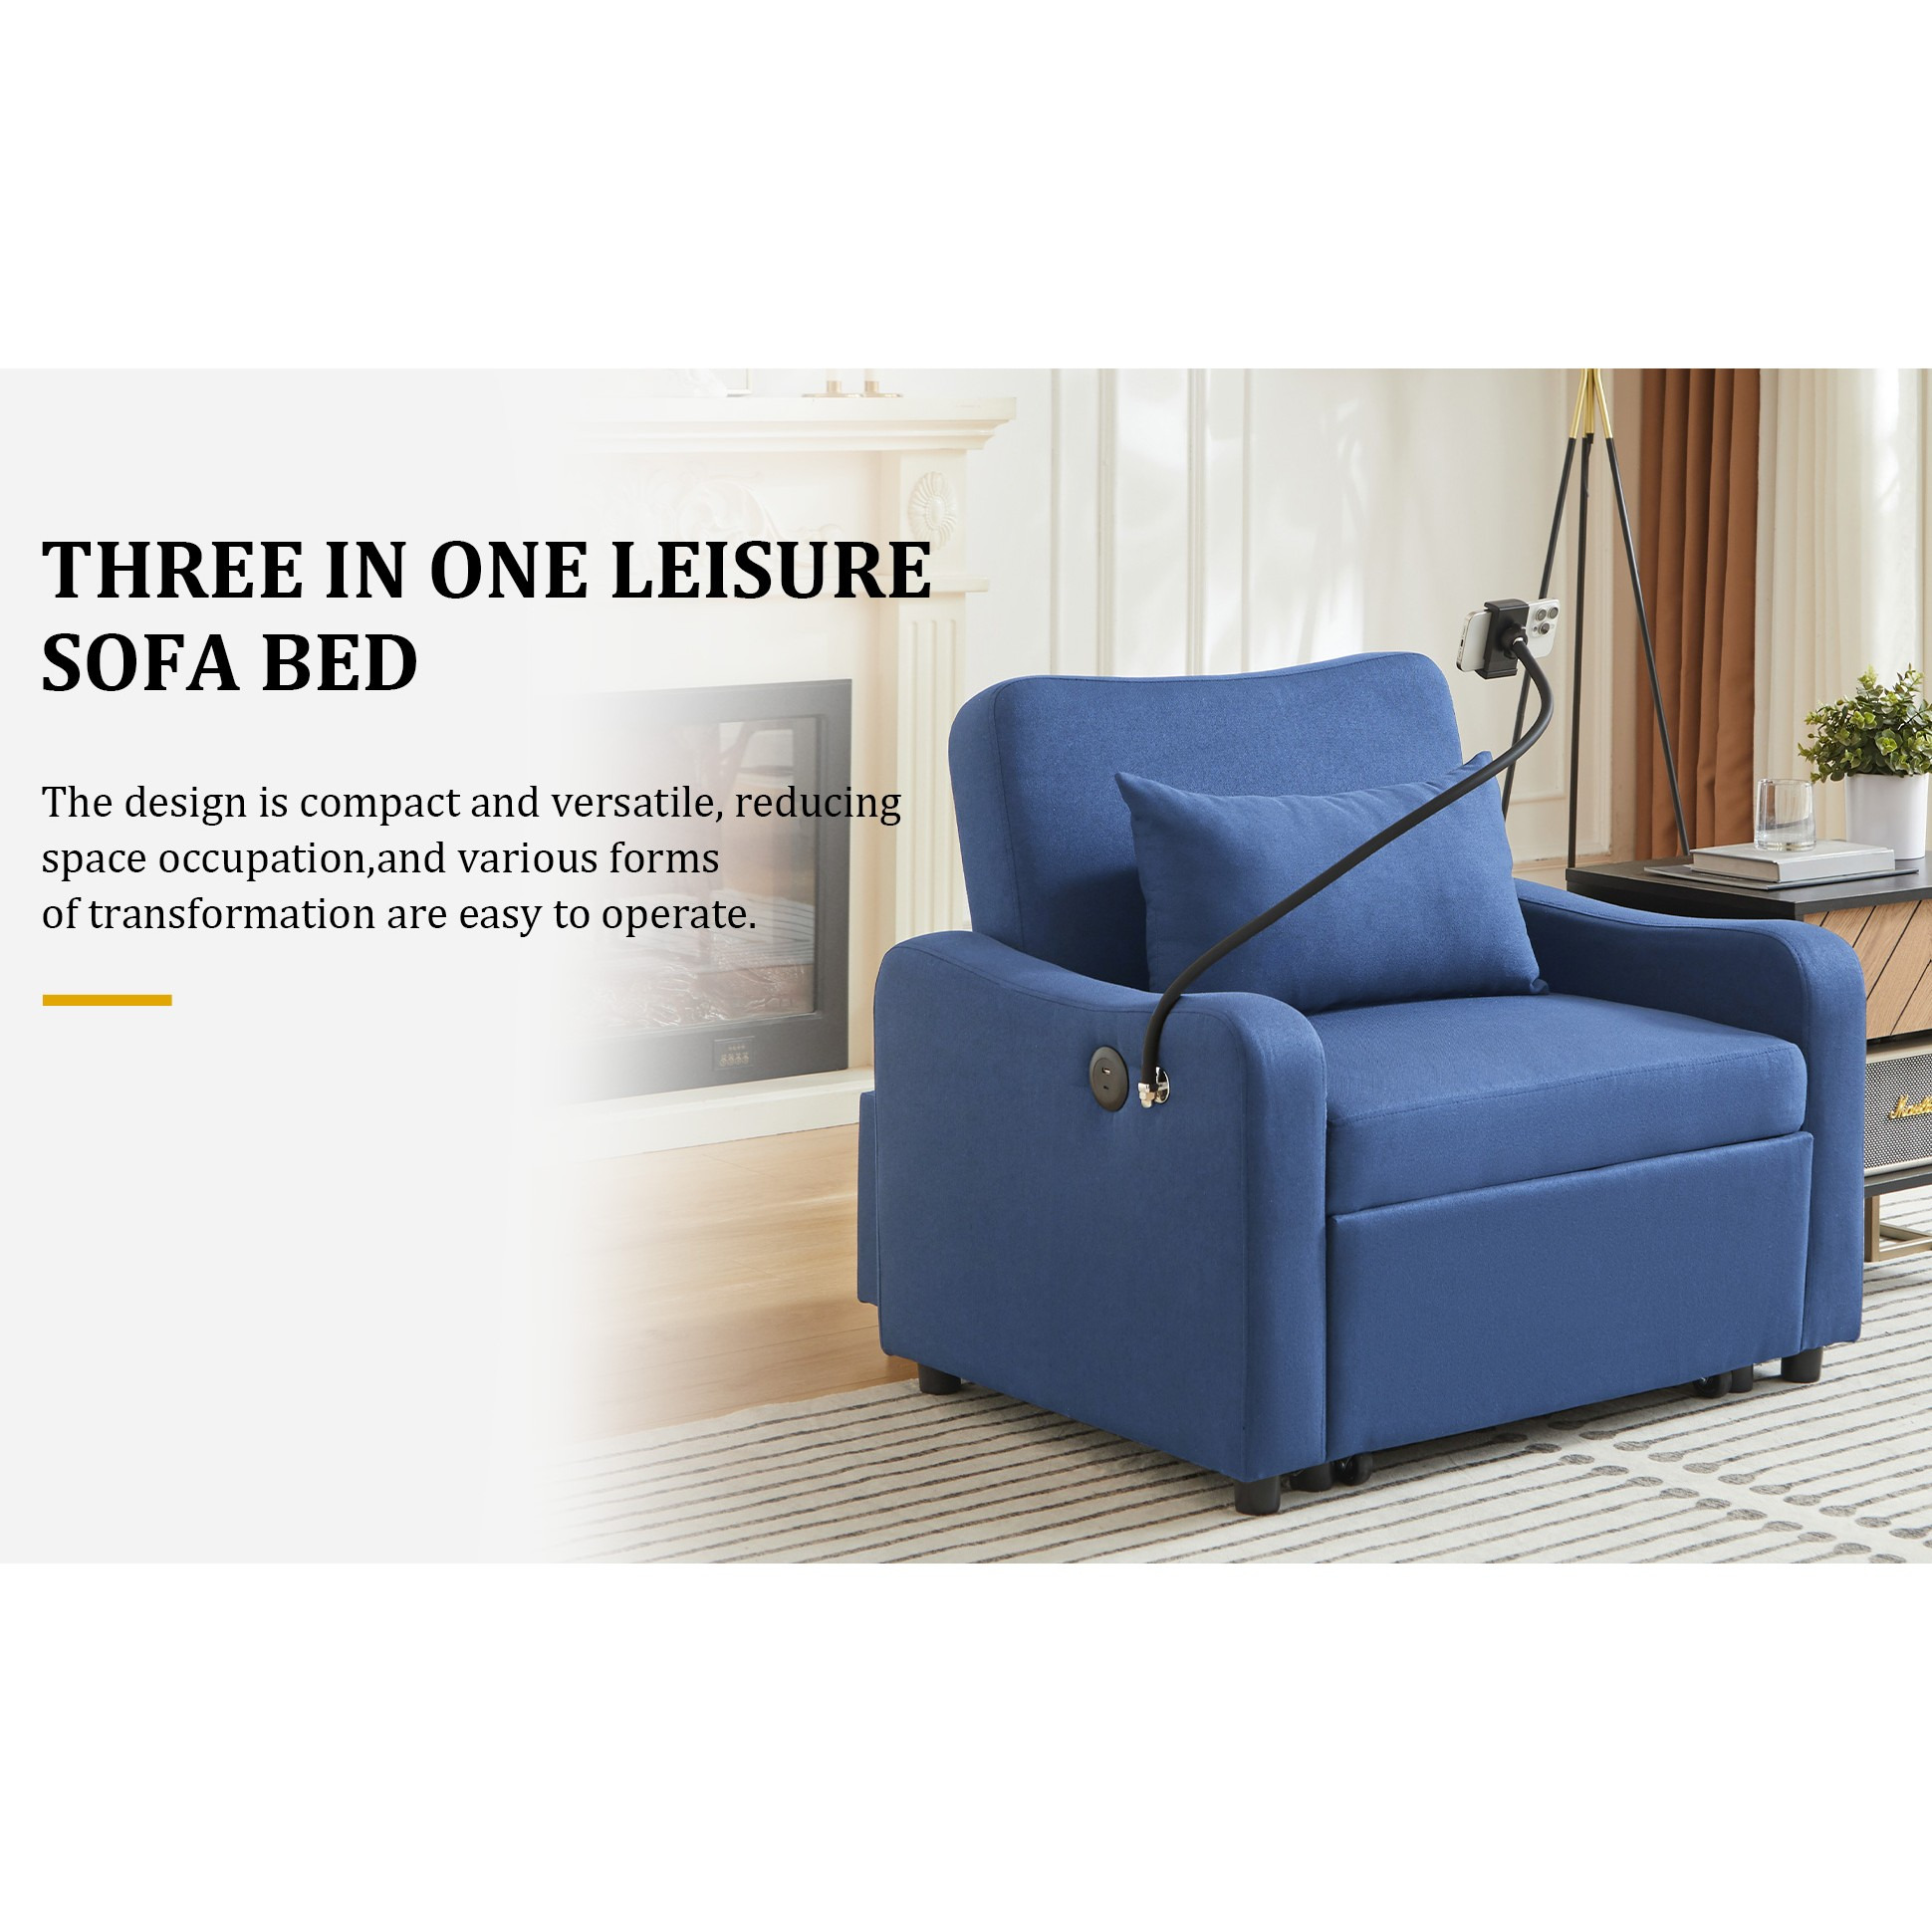 THREE IN ONE LEISURE
SOFA BED
The design is compact and versatile, reducing
space occupation,and various forms
of transformation are easy to operate.